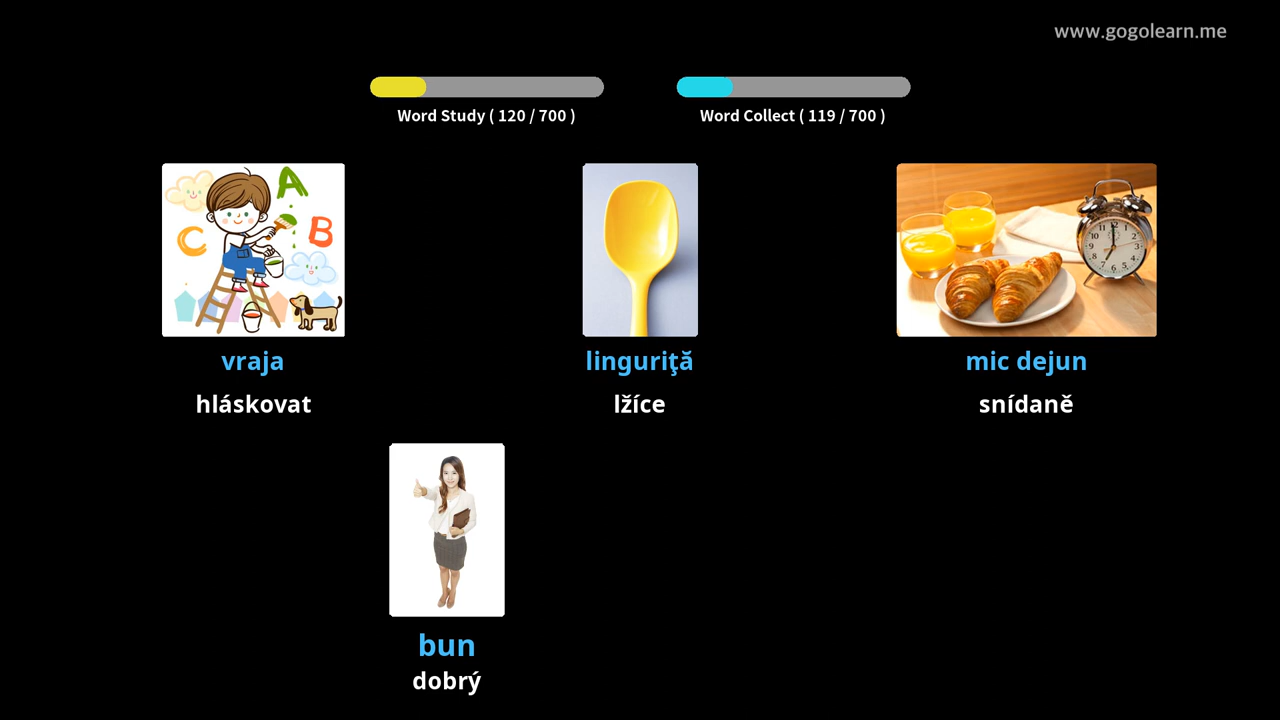 www.gogolearn.me
Word Study ( 120 / 700 )
Word Collect ( 119 / 700 )
A
B
C
vraja
linguriţă
mic dejun
hláskovat
lžíce
snídaně
bun
dobrý